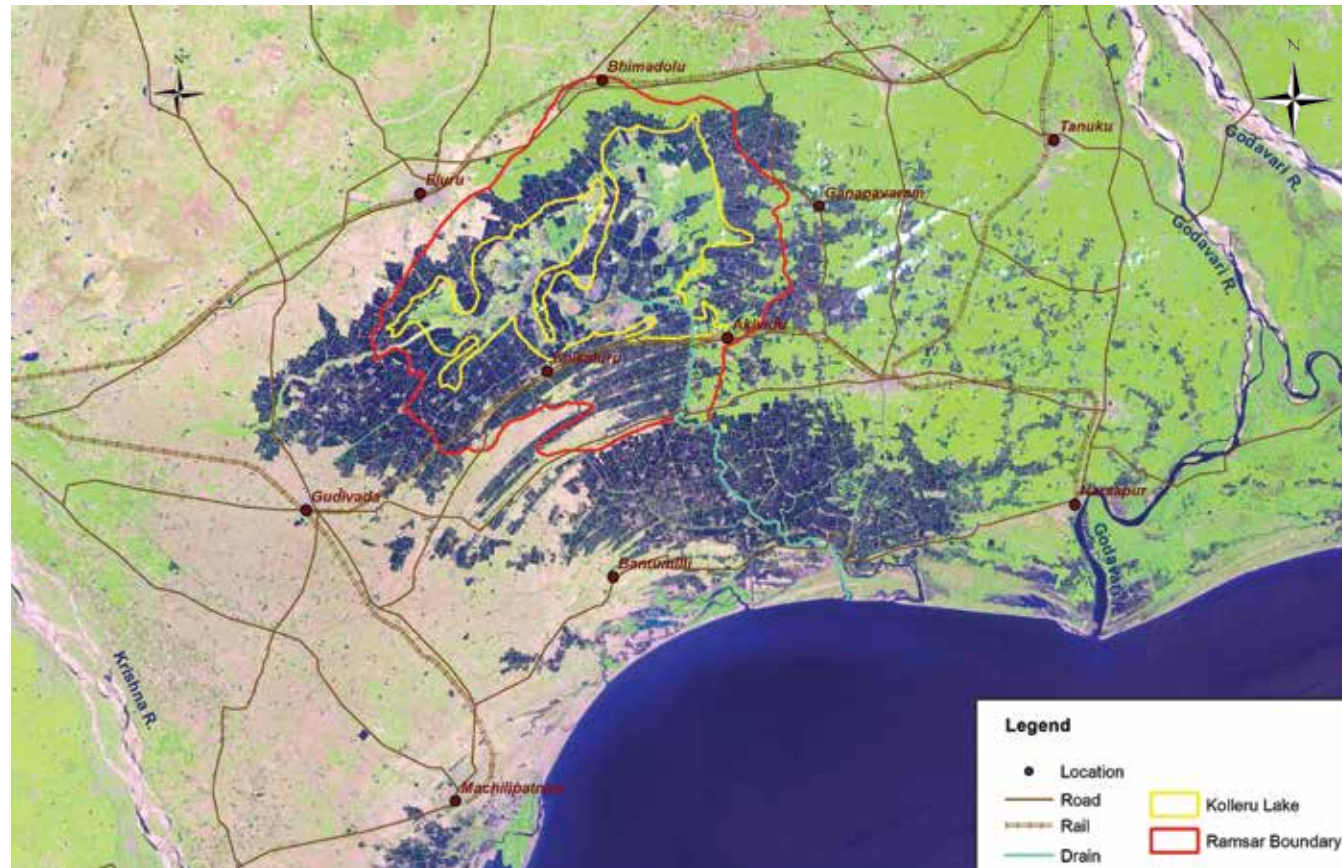 N
N
Bhimadolu
Tanuku
Godavari R.
Eluru
Ganapavaram
Godavari R.
Akividu
Kaikaluru
Gudivada
Narsapur
Godavari
Bantumilli
Krishna R.
Machilipatnam
Legend
Location
Road
Rail
Drain
Kolleru Lake
Ramsar Boundary